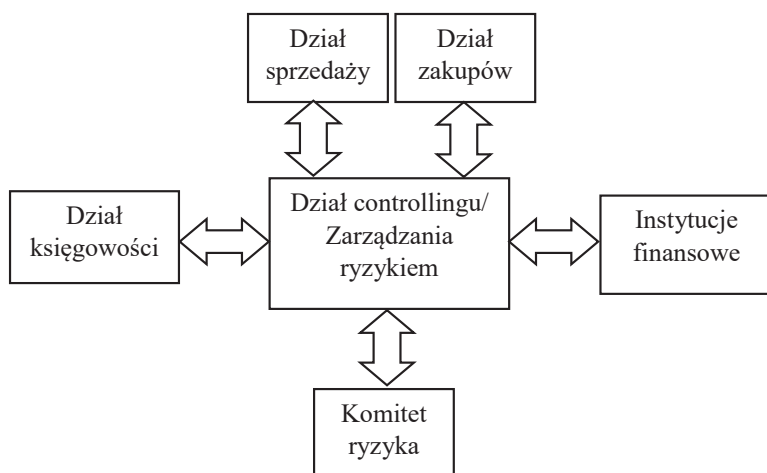 Dział
sprzedaży
Dział
zakupów
Dział
księgowości
Dział controllingu/
Zarządzania
ryzykiem
Instytucje
finansowe
Komitet
ryzyka